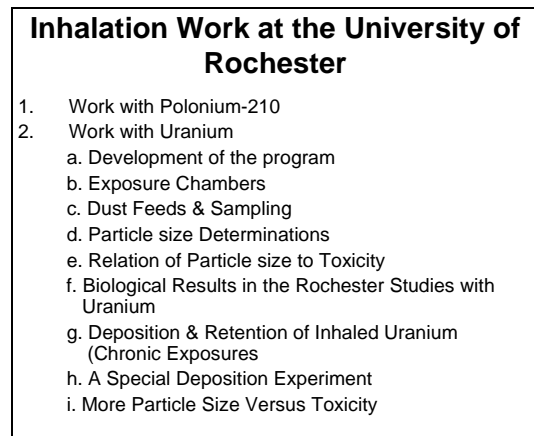 Inhalation Work at the University of
Rochester
1. Work with Polonium-210
2. Work with Uranium
a. Development of the program
b. Exposure Chambers
c. Dust Feeds & Sampling
d. Particle size Determinations
e. Relation of Particle size to Toxicity
f. Biological Results in the Rochester Studies with
Uranium
g. Deposition & Retention of Inhaled Uranium
(Chronic Exposures
h. A Special Deposition Experiment
i. More Particle Size Versus Toxicity